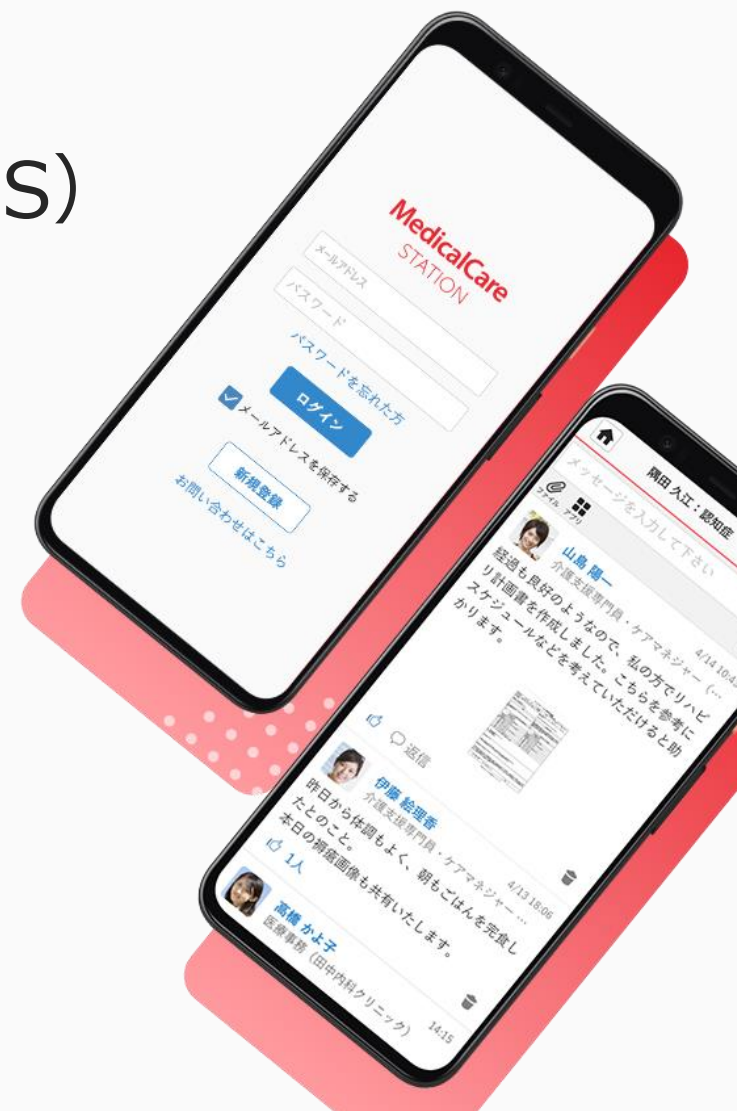 S)
MedicalCare
STATION
メールアドレス
パスワード
パスワードを忘れた方
ログイン
メールアドレスを保存する
新規登録
お問い合わせはこちら
隅田 久江：認知症
メッセージを入力して下さい
ファイル アプリ
山島 陽一
介護支援専門員・ケアマネジャー（…
4/14 10:42
経過も良好のようなので、私の方でリハビ
リ計画書を作成しました。こちらを参考に
スケジュールなどを考えていただけると助
かります。
返信
伊藤 絵理香
介護支援専門員・ケアマネジャー …
4/13 18:06
昨日から体調もよく、朝もごはんを完食し
たとのこと。
本日の褥瘡画像も共有いたします。
1人
高橋 かよ子
医療事務（田中内科クリニック）
14:15